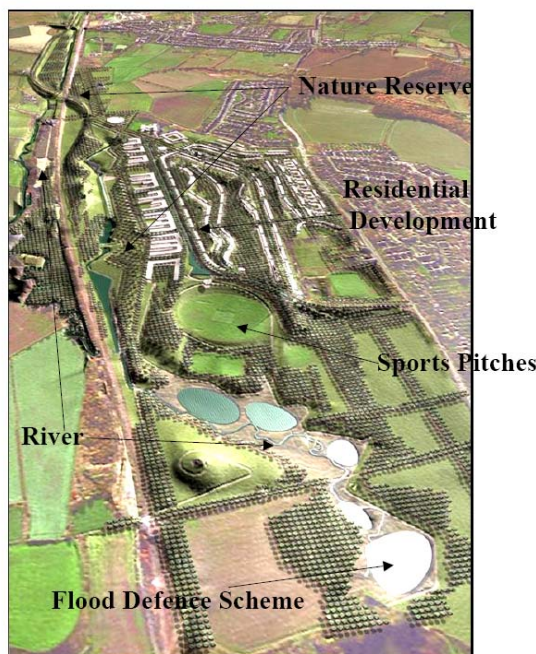 Nature Reserve
Residential
Development
Sports Pitches
River
Flood Defence Scheme